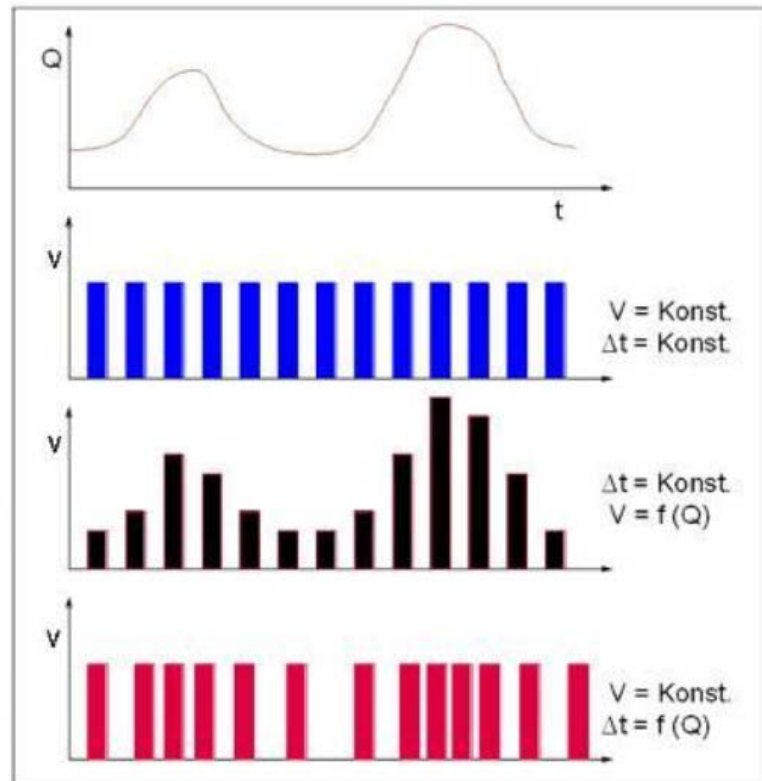 Q
t
V
V = Konst.
Δt = Konst.
V
Δt = Konst.
V = f (Q)
V
V = Konst.
Δt = f (Q)